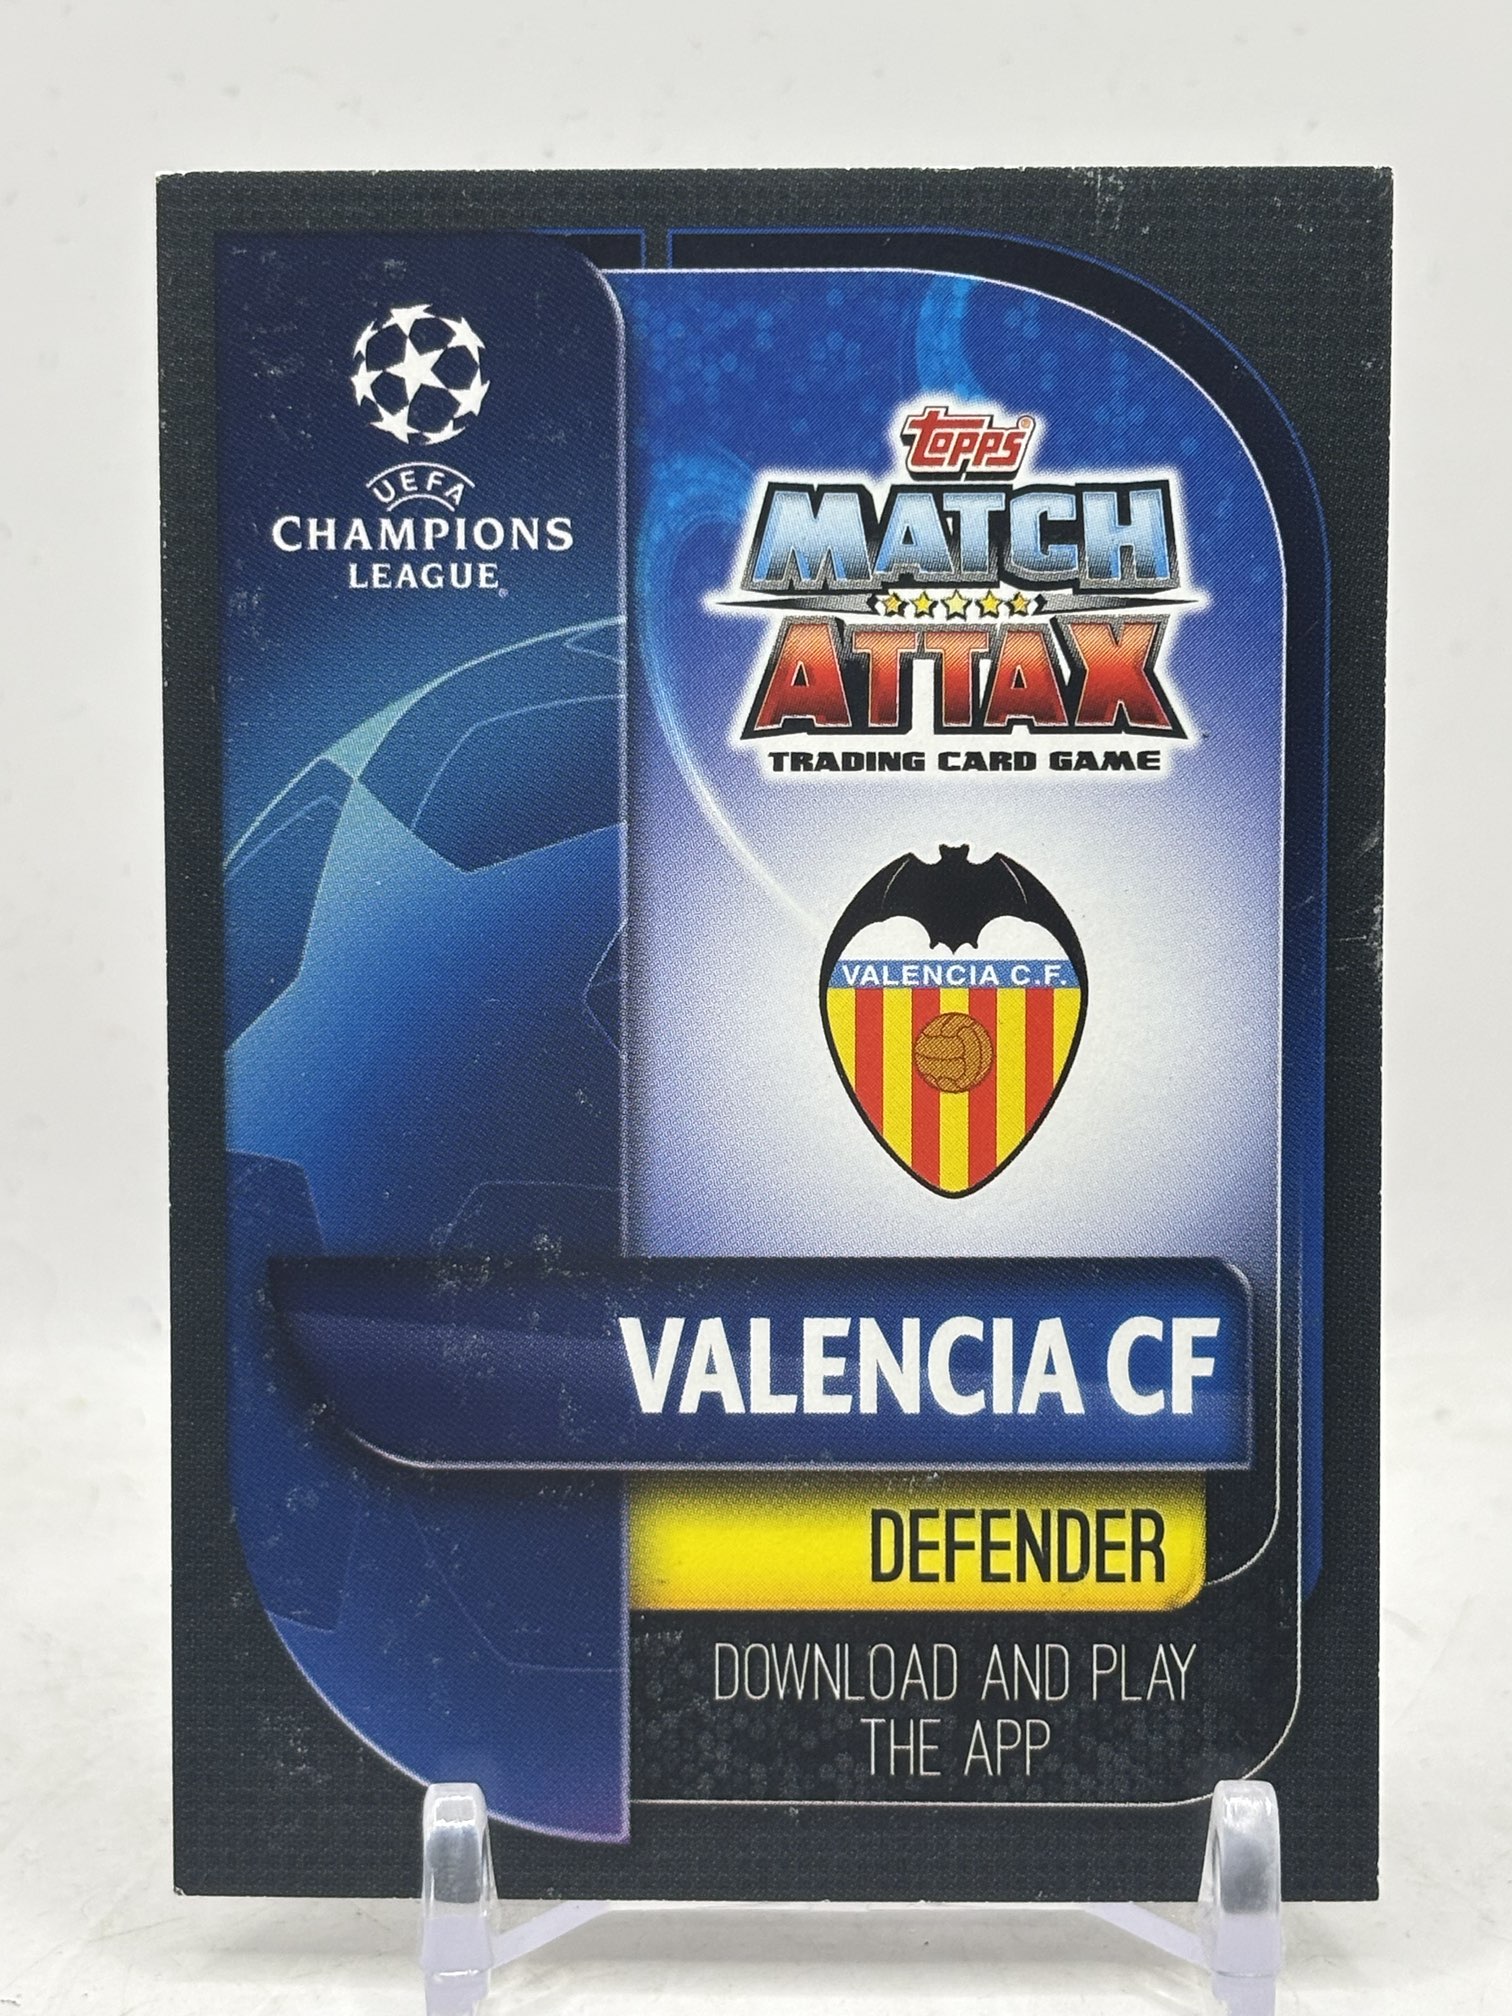 UEFA
CHAMPIONS
LEAGUE
topps
MATCH
ATTAX
TRADING CARD GAME
VALENCIA C.F.
VALENCIA CF
DEFENDER
DOWNLOAD AND PLAY
THE APP